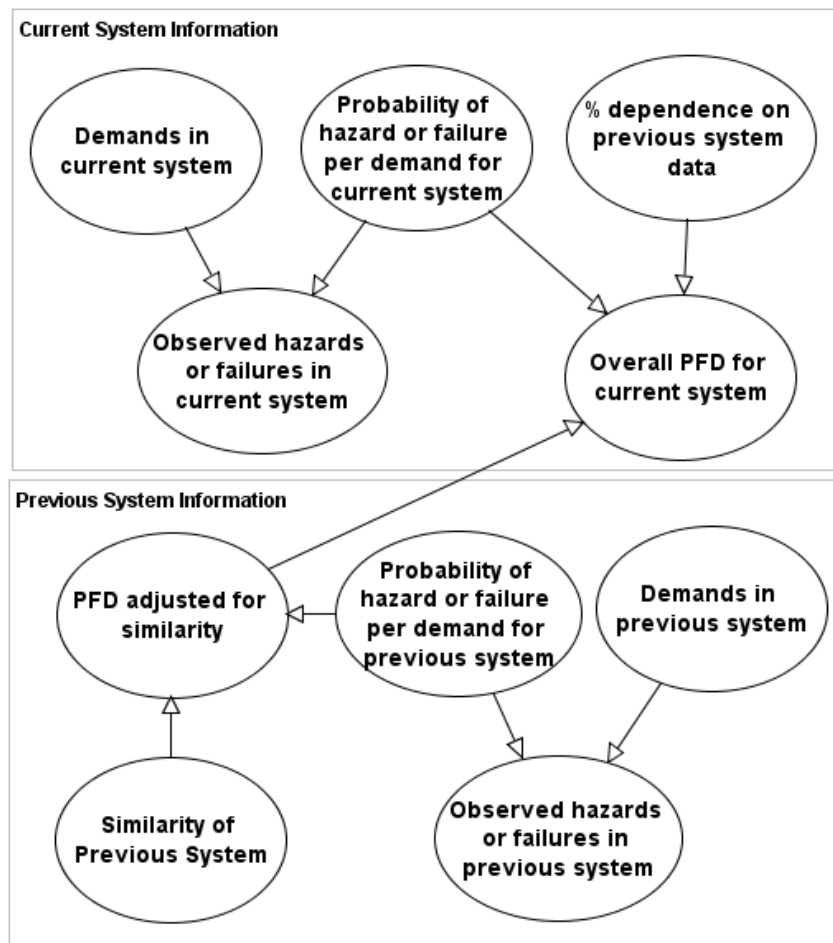 Current System Information
Demands in
current system
Probability of
hazard or failure
per demand for
current system
% dependence on
previous system
data
Observed hazards
or failures in
current system
Overall PFD for
current system
Previous System Information
PFD adjusted for
similarity
Probability of
hazard or failure
per demand for
previous system
Demands in
previous system
Similarity of
Previous System
Observed hazards
or failures in
previous system